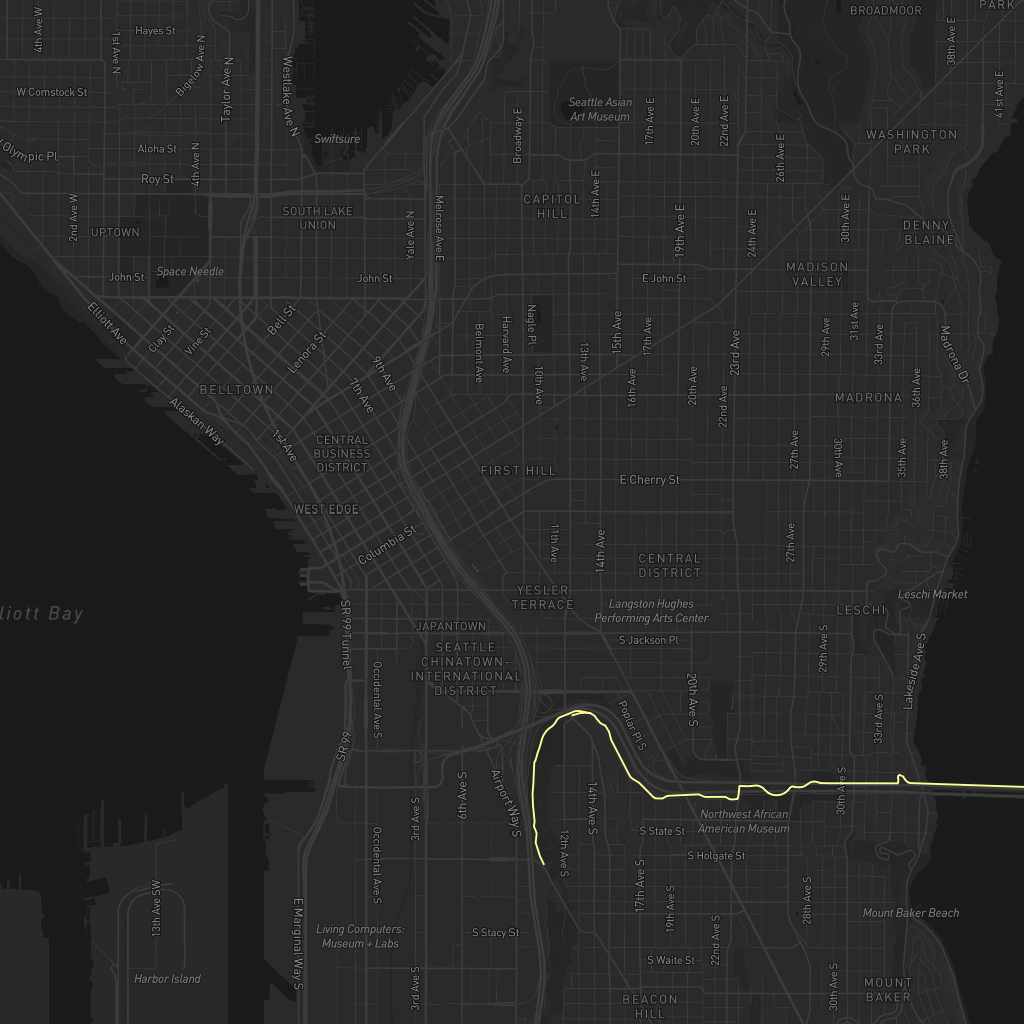 4th Ave W
Hayes St
1st Ave N
Bigelow Ave N
Taylor Ave N
Westlake Ave N
W Comstock St
Olympic Pl
Aloha St
4th Ave N
Roy St
2nd Ave W
UPTOWN
John St
Space Needle
SOUTH LAKE
UNION
Swiftsure
Yale Ave N
Melrose Ave E
John St
Broadway E
Seattle Asian
Art Museum
17th Ave E
20th Ave E
22nd Ave E
BROADMOOR
PARK
38th Ave E
41st Ave E
WASHINGTON
PARK
26th Ave E
CAPITOL
HILL
14th Ave E
19th Ave E
24th Ave E
30th Ave E
DENNY-
BLAINE
E John St
MADISON
VALLEY
Elliott Ave
Clay St
Vine St
Bell St
Lenora St
BELLTOWN
7th Ave
9th Ave
Alaskan Way
1st Ave
CENTRAL
BUSINESS
DISTRICT
Belmont Ave
Harvard Ave
Nagle Pl
10th Ave
13th Ave
15th Ave
17th Ave
16th Ave
20th Ave
22nd Ave
23rd Ave
29th Ave
31st Ave
33rd Ave
36th Ave
Madrona Dr
MADRONA
FIRST HILL
E Cherry St
27th Ave
30th Ave
35th Ave
38th Ave
WEST EDGE
Columbia St
11th Ave
14th Ave
27th Ave
CENTRAL
DISTRICT
YESLER
TERRACE
Langston Hughes
Performing Arts Center
LESCHI
Leschi Market
lliott Bay
SR 99 Tunnel
JAPANTOWN
SEATTLE
CHINATOWN-
INTERNATIONAL
DISTRICT
S Jackson Pl
29th Ave S
Lakeside Ave S
Occidental Ave S
20th Ave S
Poplar Pl S
33rd Ave S
SR 99
Airport Way S
6th Ave S
3rd Ave S
14th Ave S
30th Ave S
Northwest African
American Museum
S State St
12th Ave S
S Holgate St
Occidental Ave S
17th Ave S
19th Ave S
28th Ave S
13th Ave SW
E Marginal Way S
Living Computers:
Museum + Labs
S Stacy St
22nd Ave S
Mount Baker Beach
Harbor Island
3rd Ave S
S Waite St
30th Ave S
BEACON
HILL
MOUNT
BAKER